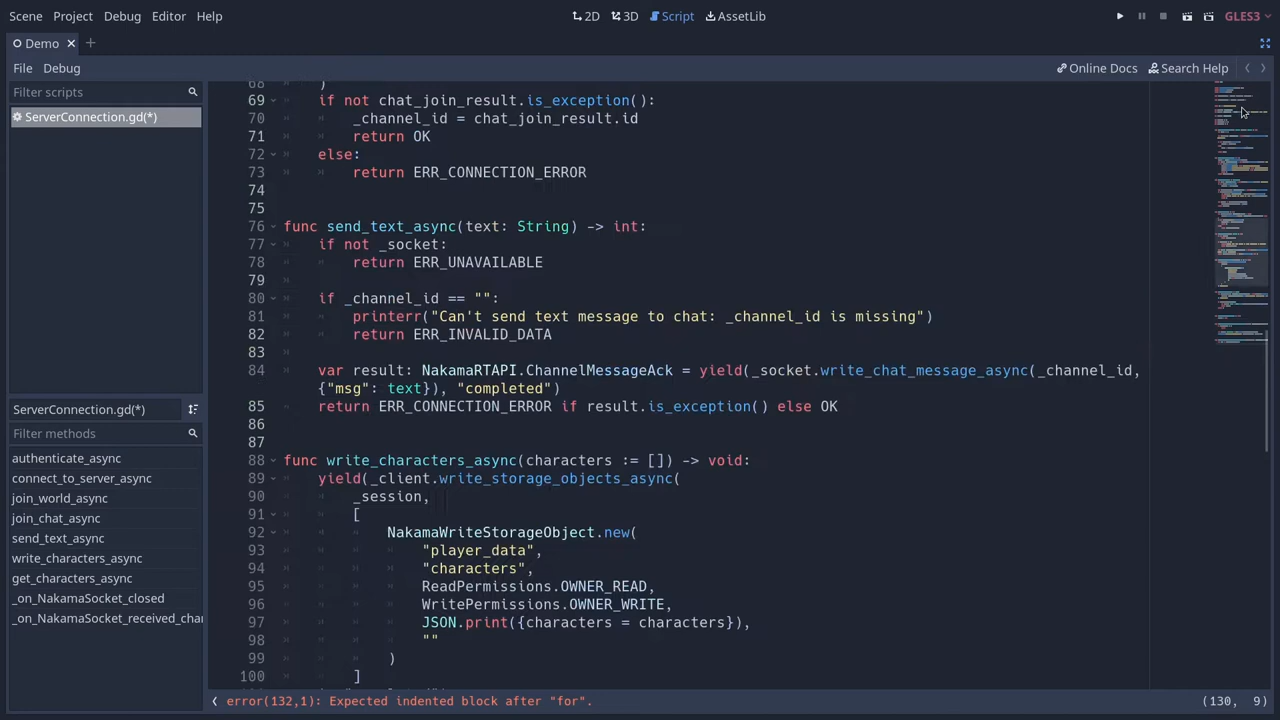 Scene Project Debug Editor Help 2D 3D Script AssetLib GLES3
Demo
File Debug Online Docs Search Help
Filter scripts
ServerConnection.gd(*)
ServerConnection.gd(*)
Filter methods
authenticate_async
connect_to_server_async
join_world_async
join_chat_async
send_text_async
write_characters_async
get_characters_async
_on_NakamaSocket_closed
_on_NakamaSocket_received_cha
68 )
69 if not chat_join_result.is_exception():
70 _channel_id = chat_join_result.id
71 return OK
72 else:
73 return ERR_CONNECTION_ERROR
74
75
76 func send_text_async(text: String) -> int:
77 if not _socket:
78 return ERR_UNAVAILABLE
79
80 if _channel_id == "":
81 printerr("Can't send text message to chat: _channel_id is missing")
82 return ERR_INVALID_DATA
83
84 var result: NakamaRTAPI.ChannelMessageAck = yield(_socket.write_chat_message_async(_channel_id,
{"msg": text}), "completed")
85 return ERR_CONNECTION_ERROR if result.is_exception() else OK
86
87
88 func write_characters_async(characters := []) -> void:
89 yield(_client.write_storage_objects_async(
90 _session,
91 [
92 NakamaWriteStorageObject.new(
93 "player_data",
94 "characters",
95 ReadPermissions.OWNER_READ,
96 WritePermissions.OWNER_WRITE,
97 JSON.print({characters = characters}),
98 ""
99 )
100 ]
error(132,1): Expected indented block after "for". (130, 9)